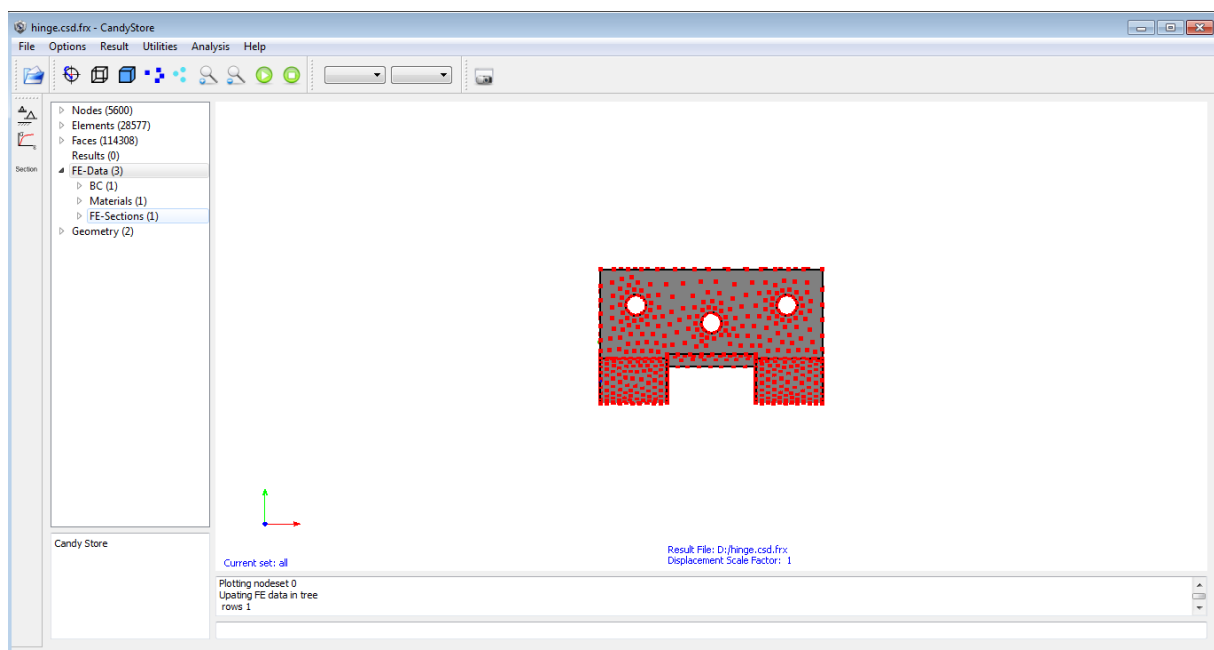 hinge.csd.frx - CandyStore
File Options Result Utilities Analysis Help
Nodes (5600)
Elements (28577)
Faces (114308)
Results (0)
Section
FE-Data (3)
BC (1)
Materials (1)
FE-Sections (1)
Geometry (2)
Candy Store
Current set: all
Result File: D:/hinge.csd.frx
Displacement Scale Factor: 1
Plotting nodeset 0
Upating FE data in tree
rows 1